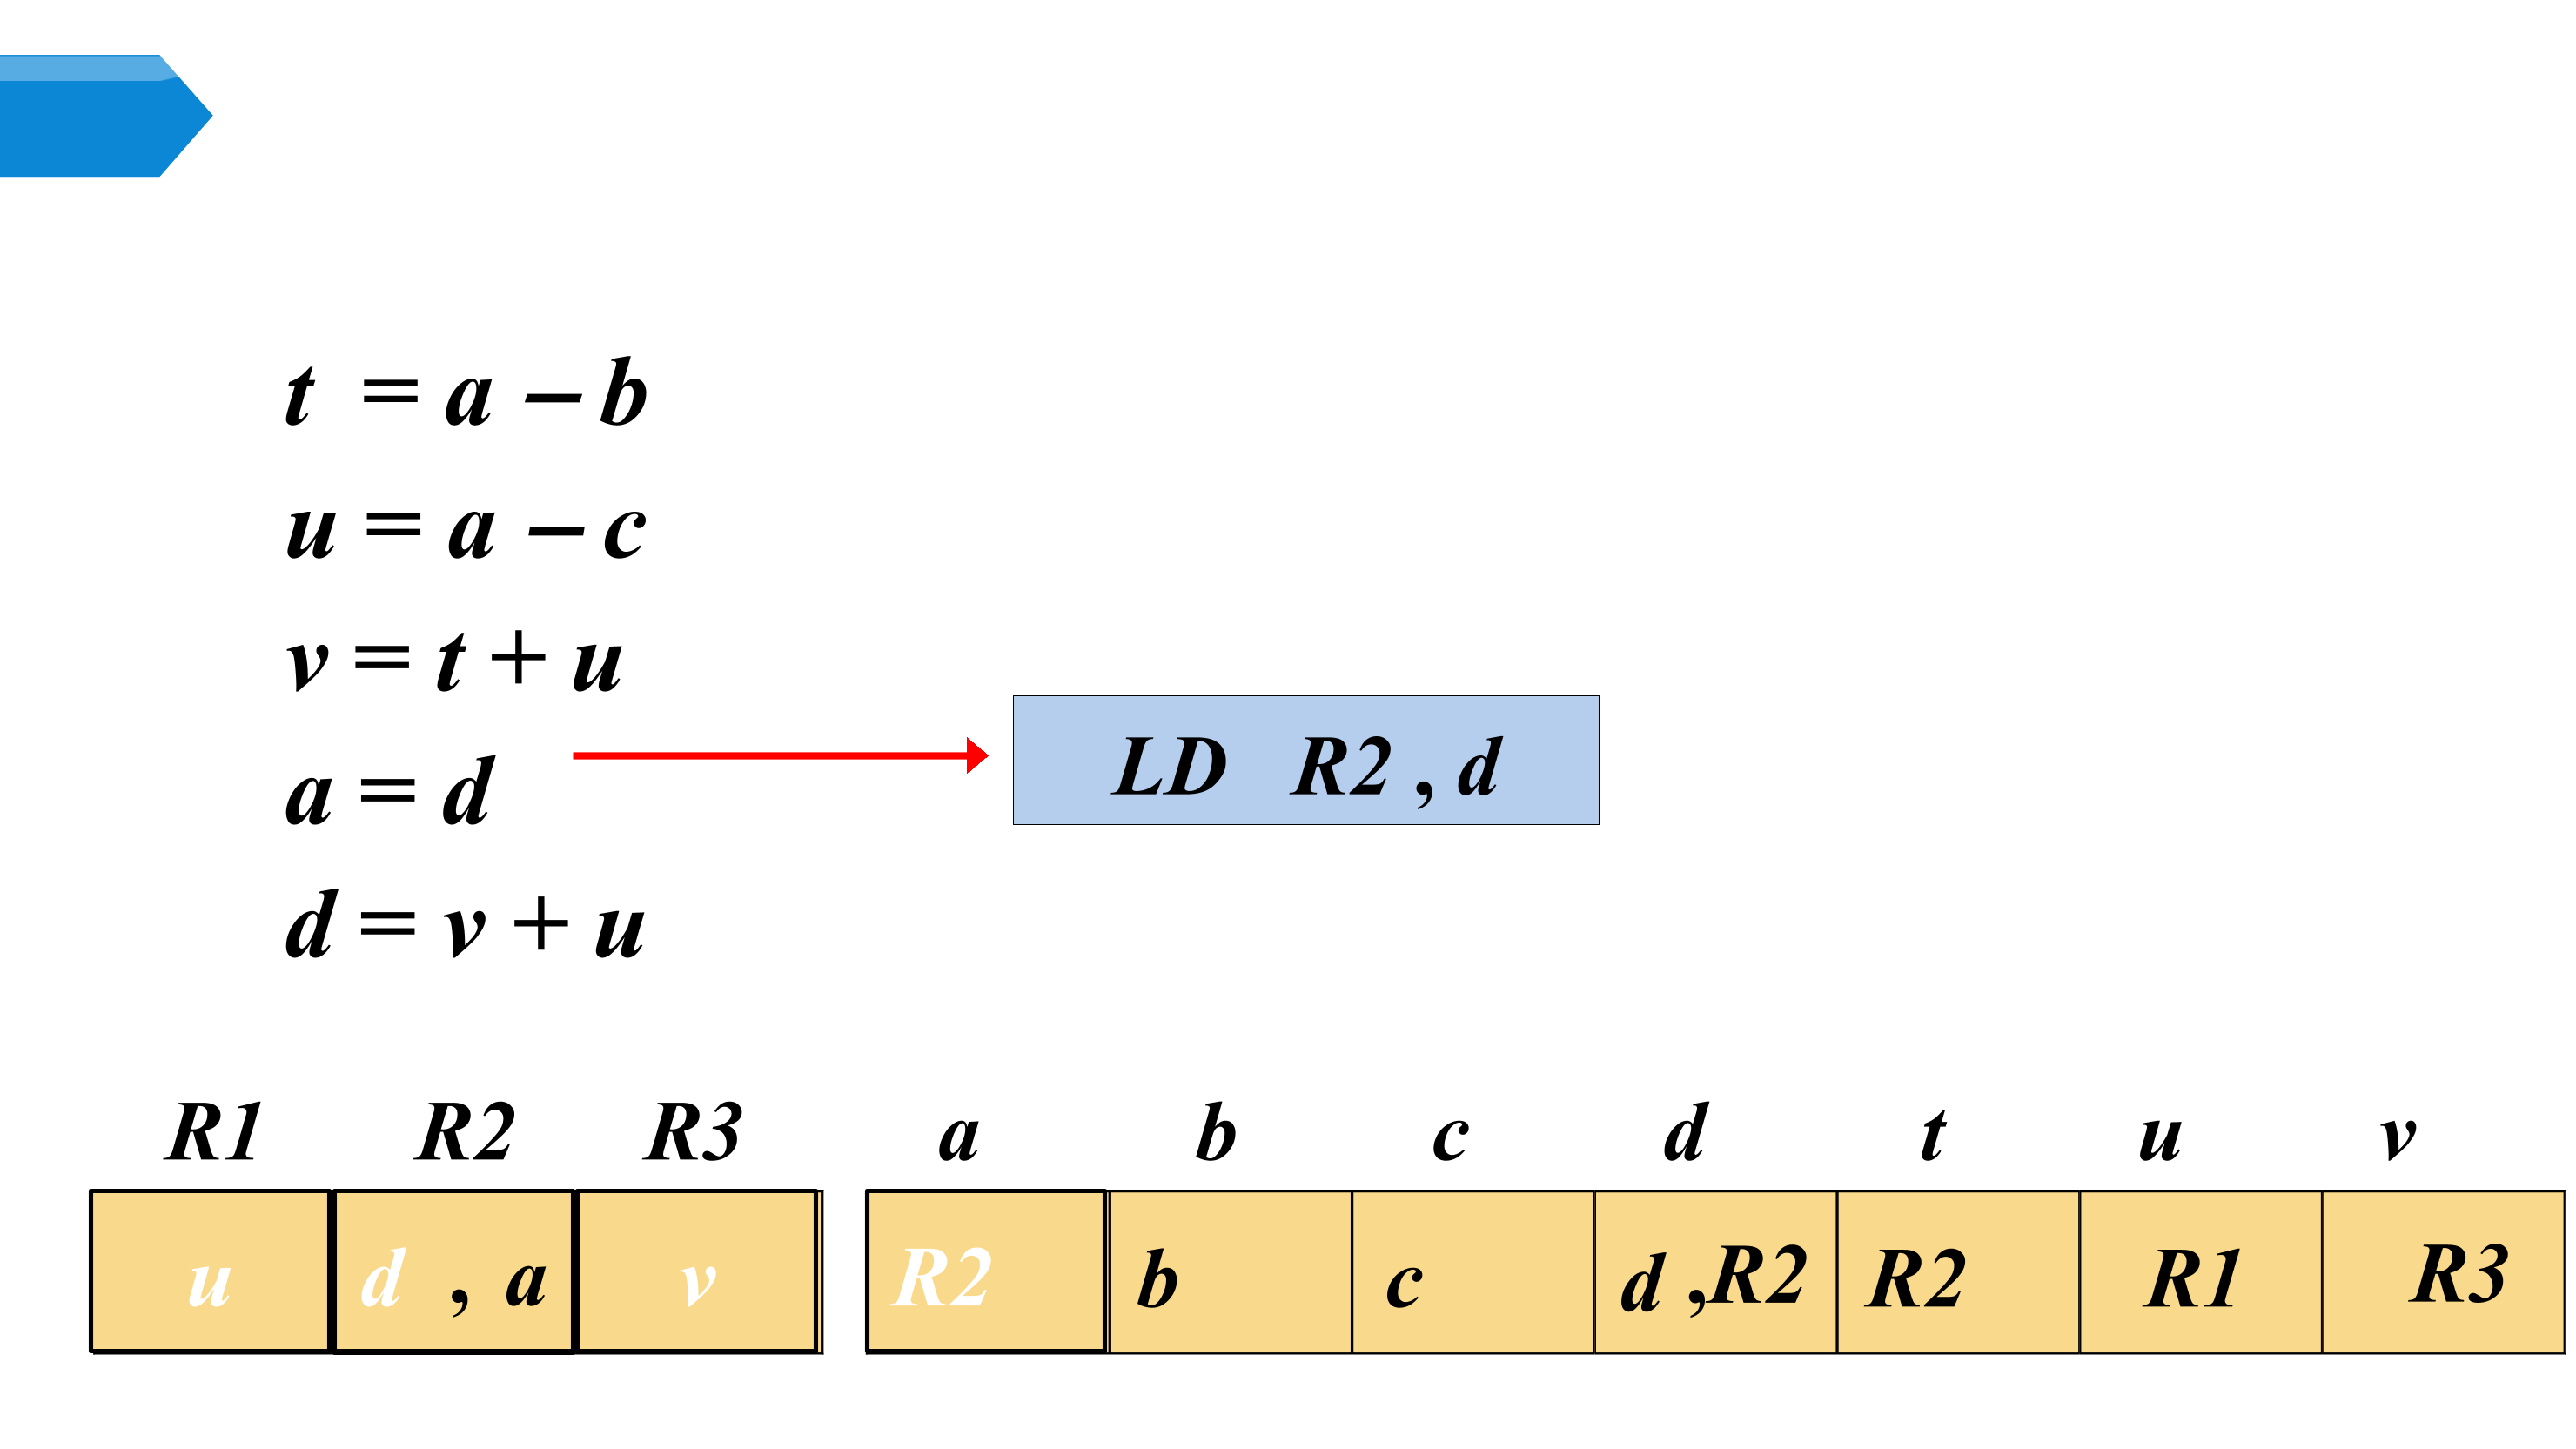 t = a – b
u = a – c
v = t + u
a = d
d = v + u
LD R2 , d
R1 R2 R3 a b c d t u v
u d , a v R2 b c d ,R2 R2 R1 R3